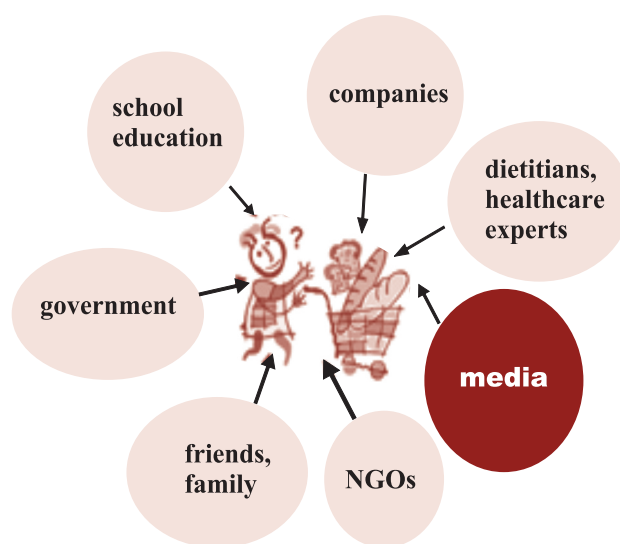 companies
school
education
dietitians,
healthcare
experts
?
government
media
friends,
family
NGOs